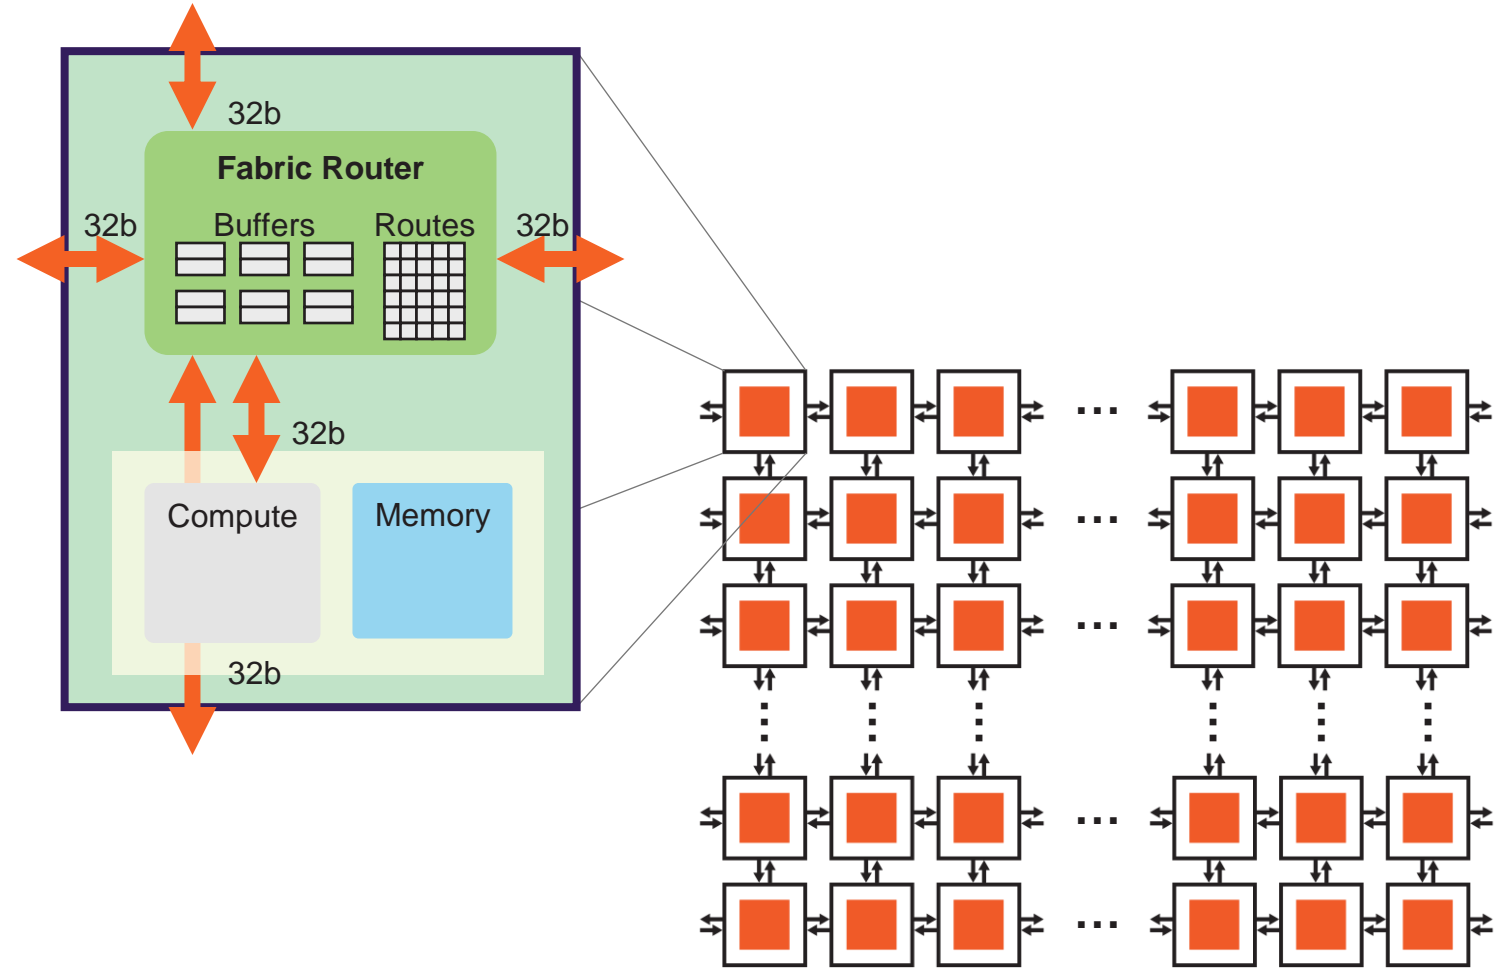 32b
Fabric Router
32b
Buffers
Routes
32b
32b
Compute
Memory
32b
...
...
...
...
...